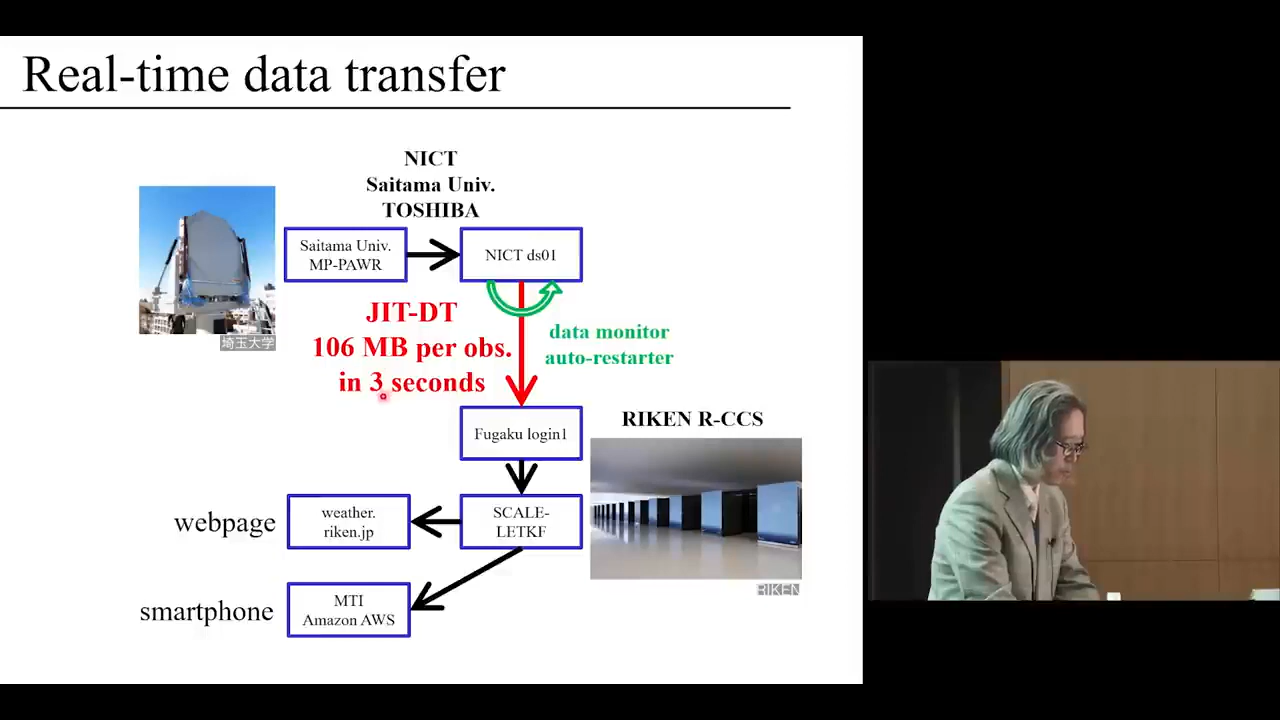 Real-time data transfer
NICT
Saitama Univ.
TOSHIBA
Saitama Univ.
MP-PAWR
NICT ds01
埼玉大学
JIT-DT
106 MB per obs.
in 3 seconds
data monitor
auto-restarter
Fugaku login1
RIKEN R-CCS
webpage
weather.
riken.jp
SCALE-
LETKF
RIKEN
smartphone
MTI
Amazon AWS